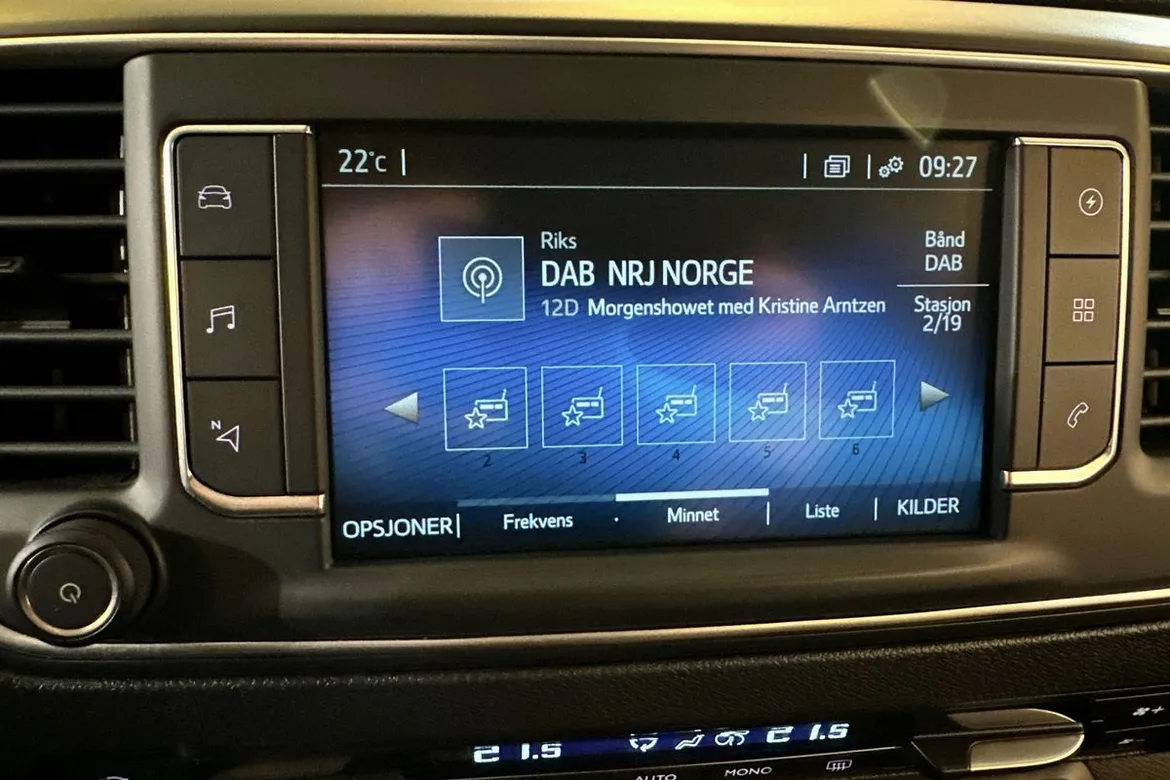 22°C
09:27
N
Riks
DAB NRJ NORGE
12D Morgenshowet med Kristine Arntzen
Bånd
DAB
Stasjon
2/19
2 3 4 5 6
OPSJONER Frekvens Minnet Liste KILDER
21.5 21.5
AUTO MONO